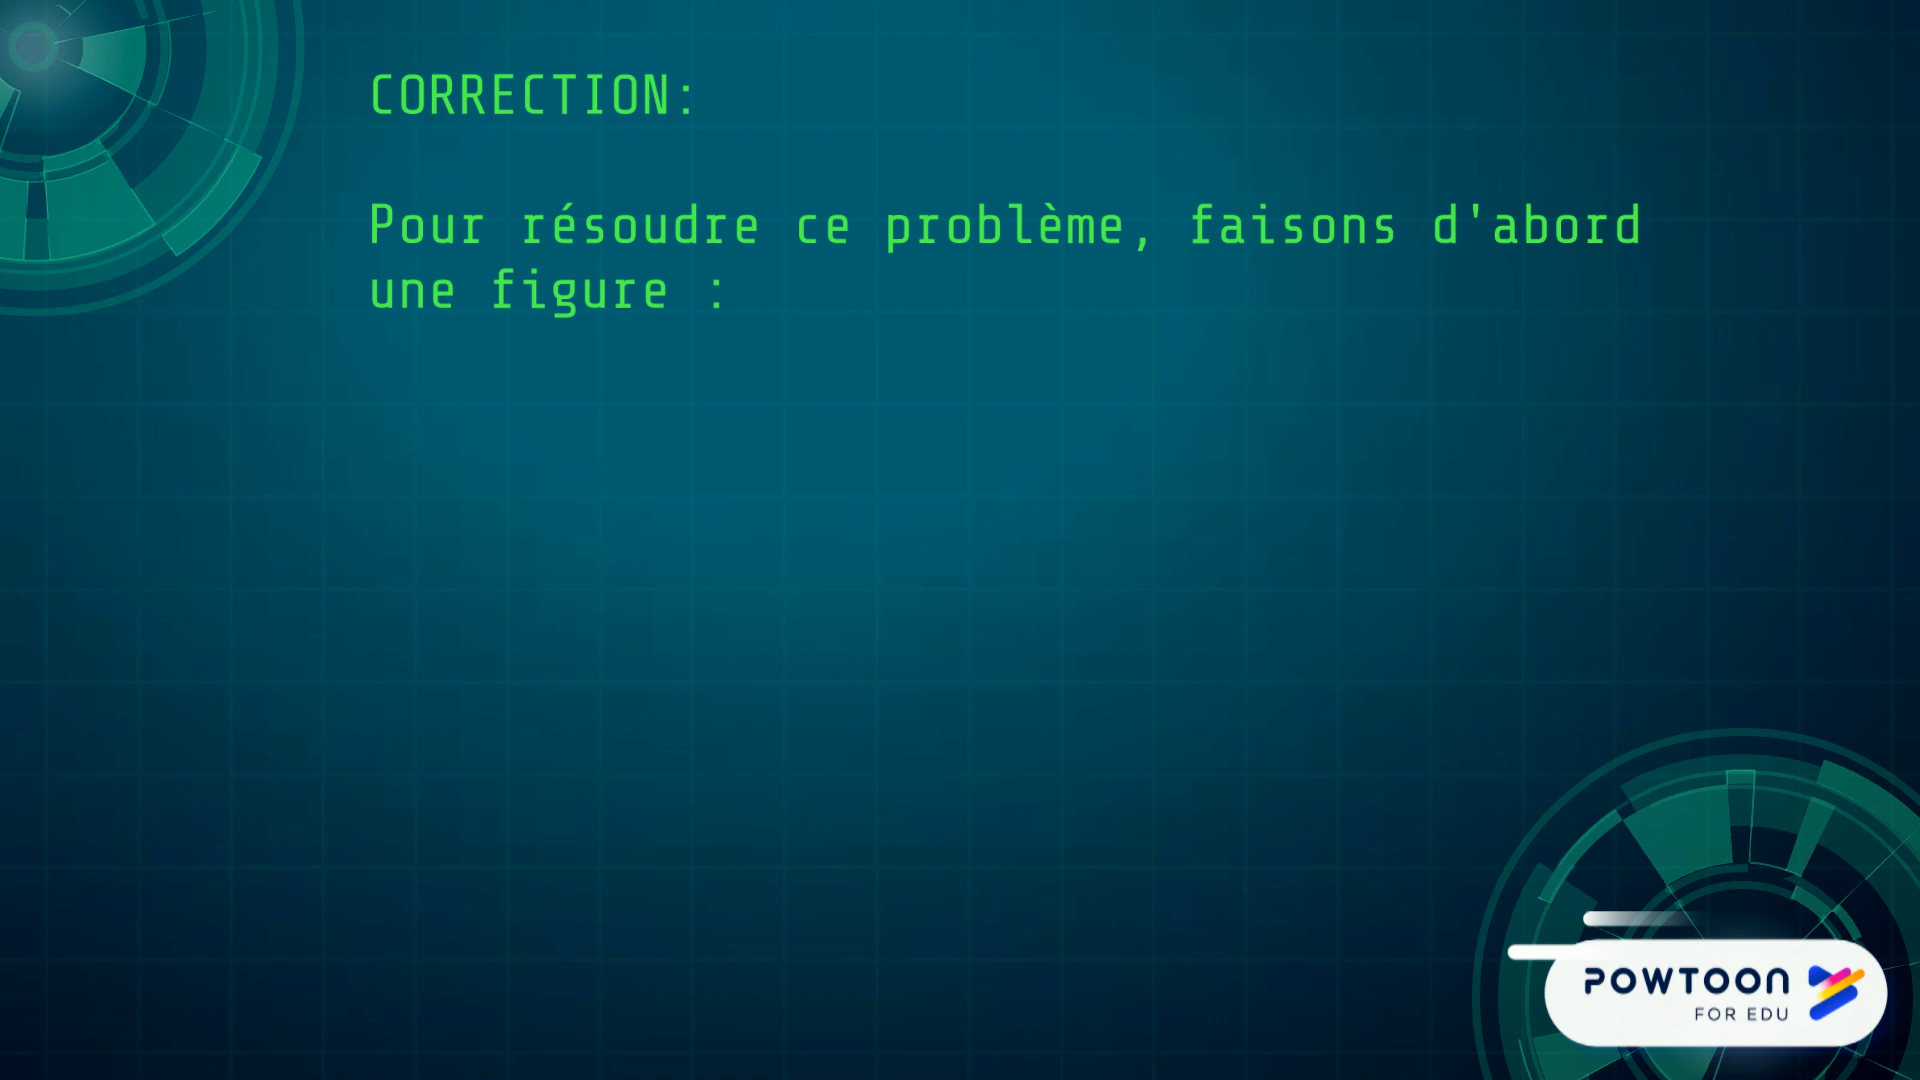 CORRECTION:
Pour résoudre ce problème, faisons d'abord
une figure :
POWTOON
FOR EDU